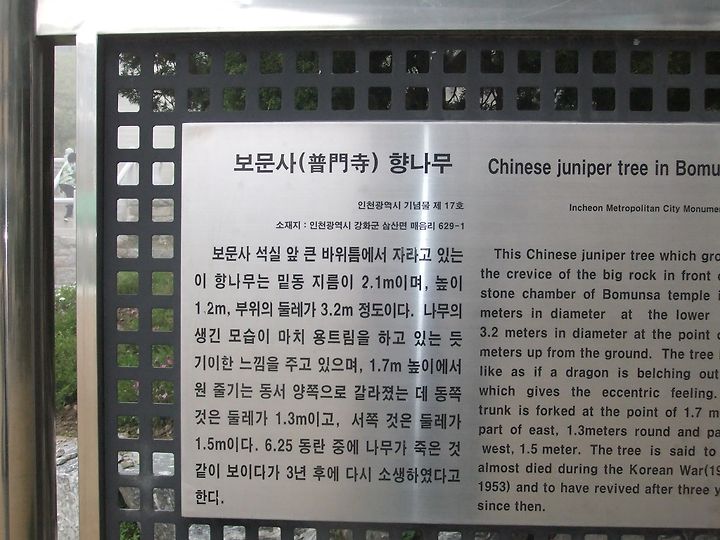 보문사(普門寺) 향나무
인천광역시 기념물 제 17호
소재지 : 인천광역시 강화군 삼산면 매음리 629-1
보문사 석실 앞 큰 바위틈에서 자라고 있는
이 향나무는 밑동 지름이 2.1m이며, 높이
1.2m, 부위의 둘레가 3.2m 정도이다. 나무의
생긴 모습이 마치 용트림을 하고 있는 듯
기이한 느낌을 주고 있으며, 1.7m 높이에서
원 줄기는 동서 양쪽으로 갈라졌는 데 동쪽
것은 둘레가 1.3m이고, 서쪽 것은 둘레가
1.5m이다. 6.25 동란 중에 나무가 죽은 것
같이 보이다가 3년 후에 다시 소생하였다고
한다.
Chinese juniper tree in
Incheon Metropolitan City
This Chinese juniper tree which
the crevice of the big rock in front
stone chamber of Bomunsa temple
meters in diameter at the lower
3.2 meters in diameter at the point
meters up from the ground. The tree
like as if a dragon is belching out
which gives the eccentric feeling.
trunk is forked at the point of 1.7
part of east, 1.3meters round and
west, 1.5 meter. The tree is said to
almost died during the Korean War(
1953) and to have revived after three
since then.